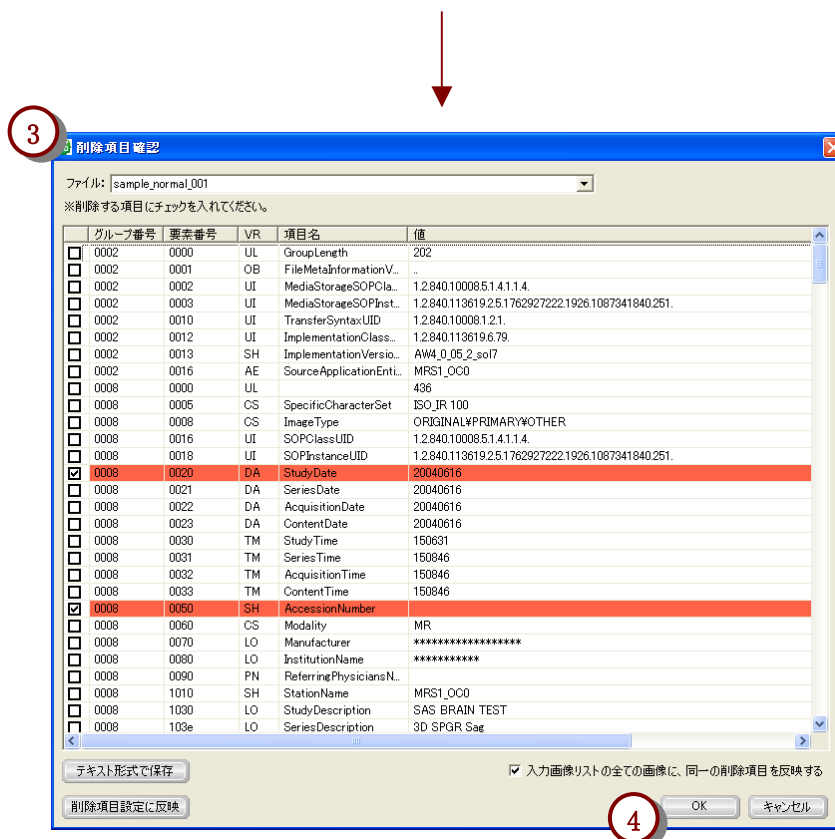 3
削除項目確認
ファイル: sample_normal_001
※削除する項目にチェックを入れてください。
グループ番号 要素番号 VR 項目名 値
0002 0000 UL GroupLength 202
0002 0001 OB FileMetaInformationV... ..
0002 0002 UI MediaStorageSOPCla... 1.2.840.10008.5.1.4.1.1.4.
0002 0003 UI MediaStorageSOPInst... 1.2.840.113619.2.5.1762927222.1926.1087341840.251.
0002 0010 UI TransferSyntaxUID 1.2.840.10008.1.2.1.
0002 0012 UI ImplementationClass... 1.2.840.113619.6.79.
0002 0013 SH ImplementationVersio... AW4_0_05_2_sol7
0002 0016 AE SourceApplicationEnti... MRS1_OC0
0008 0000 UL 436
0008 0005 CS SpecificCharacterSet ISO_IR 100
0008 0008 CS ImageType ORIGINAL¥PRIMARY¥OTHER
0008 0016 UI SOPClassUID 1.2.840.10008.5.1.4.1.1.4.
0008 0018 UI SOPInstanceUID 1.2.840.113619.2.5.1762927222.1926.1087341840.251.
0008 0020 DA StudyDate 20040616
0008 0021 DA SeriesDate 20040616
0008 0022 DA AcquisitionDate 20040616
0008 0023 DA ContentDate 20040616
0008 0030 TM StudyTime 150631
0008 0031 TM SeriesTime 150846
0008 0032 TM AcquisitionTime 150846
0008 0033 TM ContentTime 150846
0008 0050 SH AccessionNumber
0008 0060 CS Modality MR
0008 0070 LO Manufacturer ******************
0008 0080 LO InstitutionName ***********
0008 0090 PN ReferringPhysiciansN...
0008 1010 SH StationName MRS1_OC0
0008 1030 LO StudyDescription SAS BRAIN TEST
0008 103e LO SeriesDescription 3D SPGR Sag
テキスト形式で保存 入力画像リストの全ての画像に、同一の削除項目を反映する
削除項目設定に反映 4 OK キャンセル